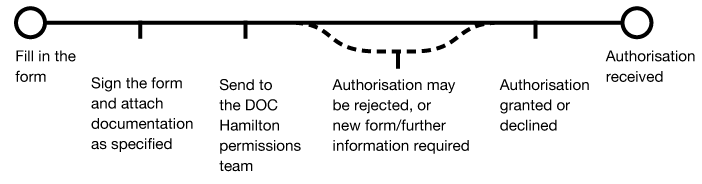 Fill in the
form
Sign the form
and attach
documentation
as specified
Send to
the DOC
Hamilton
permissions
team
Authorisation may
be rejected, or
new form/further
information required
Authorisation
granted or
declined
Authorisation
received